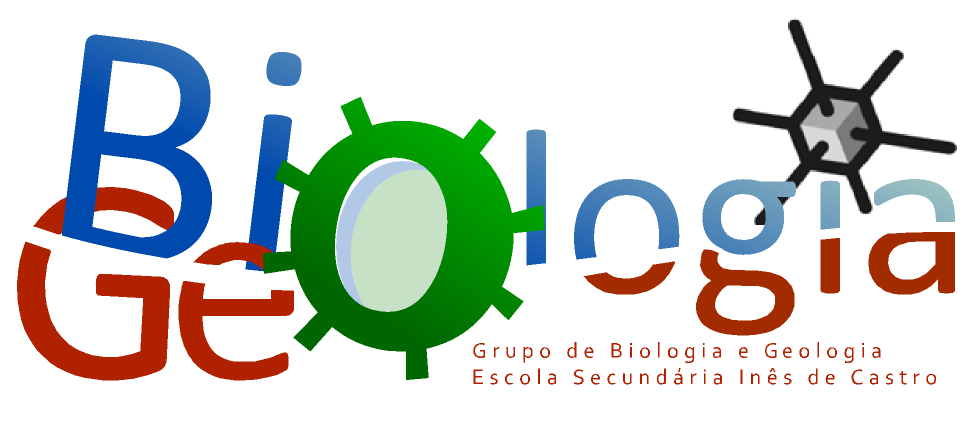 Biologia
Geologia
Grupo de Biologia e Geologia
Escola Secundária Inês de Castro